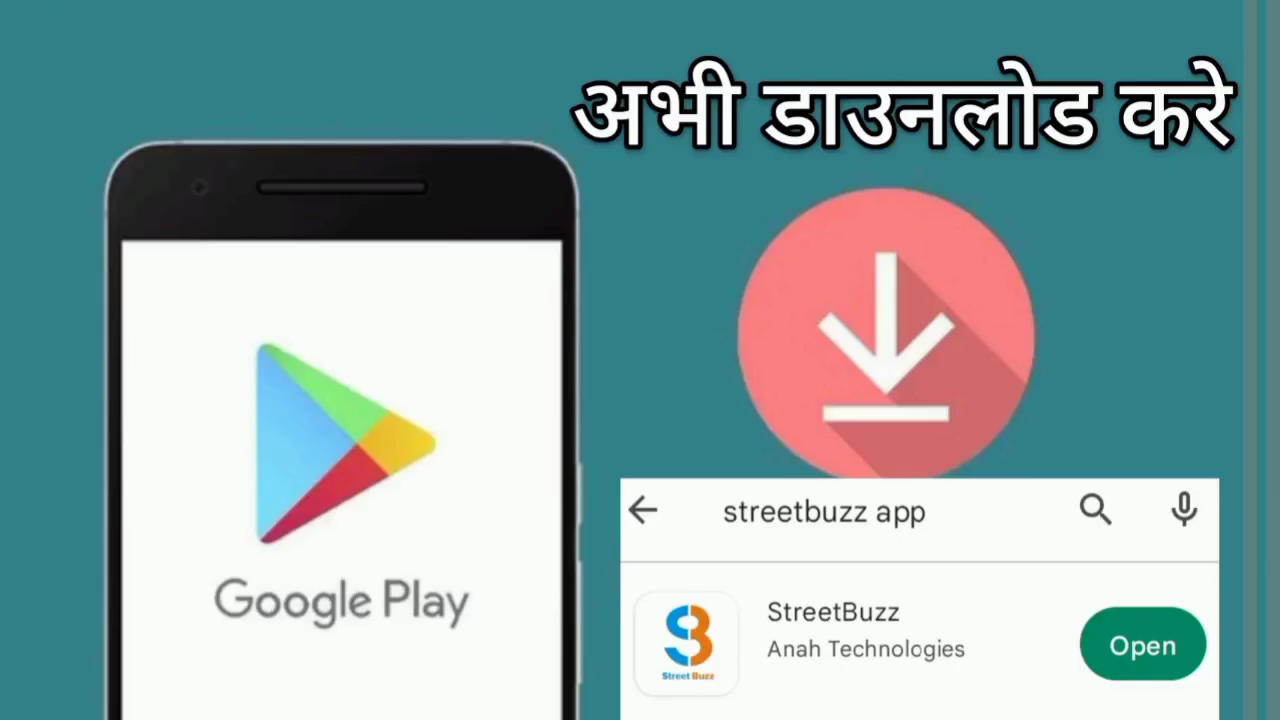 अभी डाउनलोड करे
Google Play
streetbuzz app
StreetBuzz
Anah Technologies
Open
Street Buzz